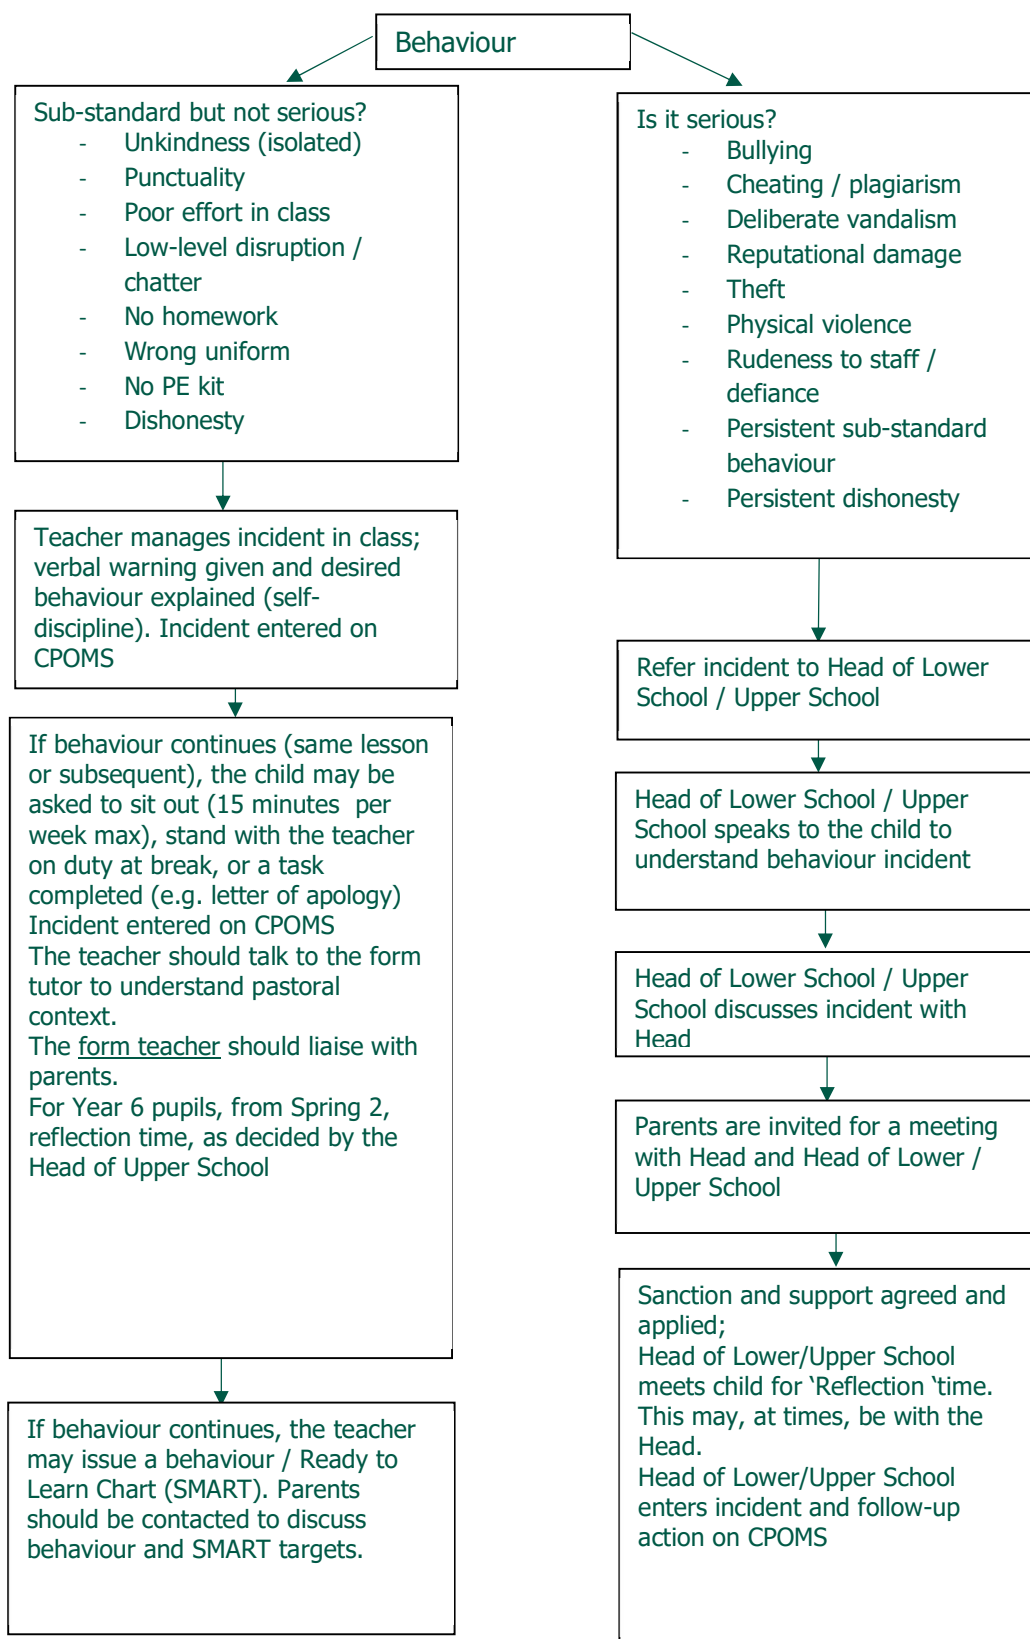 Behaviour
Sub-standard but not serious?
- Unkindness (isolated)
- Punctuality
- Poor effort in class
- Low-level disruption /
chatter
- No homework
- Wrong uniform
- No PE kit
- Dishonesty
Teacher manages incident in class;
verbal warning given and desired
behaviour explained (self-
discipline). Incident entered on
CPOMS
If behaviour continues (same lesson
or subsequent), the child may be
asked to sit out (15 minutes  per
week max), stand with the teacher
on duty at break, or a task
completed (e.g. letter of apology)
Incident entered on CPOMS
The teacher should talk to the form
tutor to understand pastoral
context.
The form teacher should liaise with
parents.
For Year 6 pupils, from Spring 2,
reflection time, as decided by the
Head of Upper School
If behaviour continues, the teacher
may issue a behaviour / Ready to
Learn Chart (SMART). Parents
should be contacted to discuss
behaviour and SMART targets.
Is it serious?
- Bullying
- Cheating / plagiarism
- Deliberate vandalism
- Reputational damage
- Theft
- Physical violence
- Rudeness to staff /
defiance
- Persistent sub-standard
behaviour
- Persistent dishonesty
Refer incident to Head of Lower
School / Upper School
Head of Lower School / Upper
School speaks to the child to
understand behaviour incident
Head of Lower School / Upper
School discusses incident with
Head
Parents are invited for a meeting
with Head and Head of Lower /
Upper School
Sanction and support agreed and
applied;
Head of Lower/Upper School
meets child for ‘Reflection ‘time.
This may, at times, be with the
Head.
Head of Lower/Upper School
enters incident and follow-up
action on CPOMS